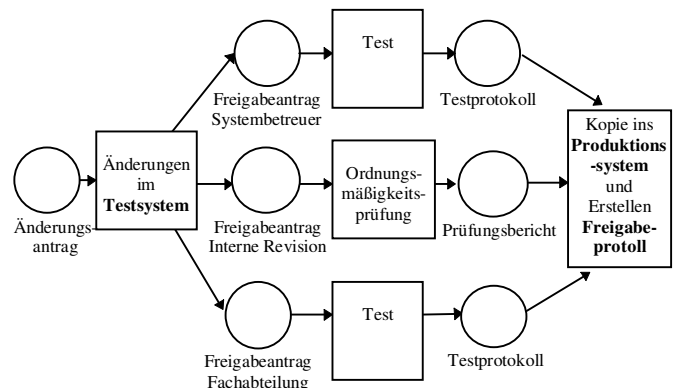 Test
Freigabeantrag
Systembetreuer
Testprotokoll
Änderungs-
antrag
Änderungen
im
Testsystem
Freigabeantrag
Interne Revision
Ordnungs-
mäßigkeits-
prüfung
Prüfungsbericht
Kopie ins
Produktions
-system
und
Erstellen
Freigabe-
protoll
Freigabeantrag
Fachabteilung
Test
Testprotokoll